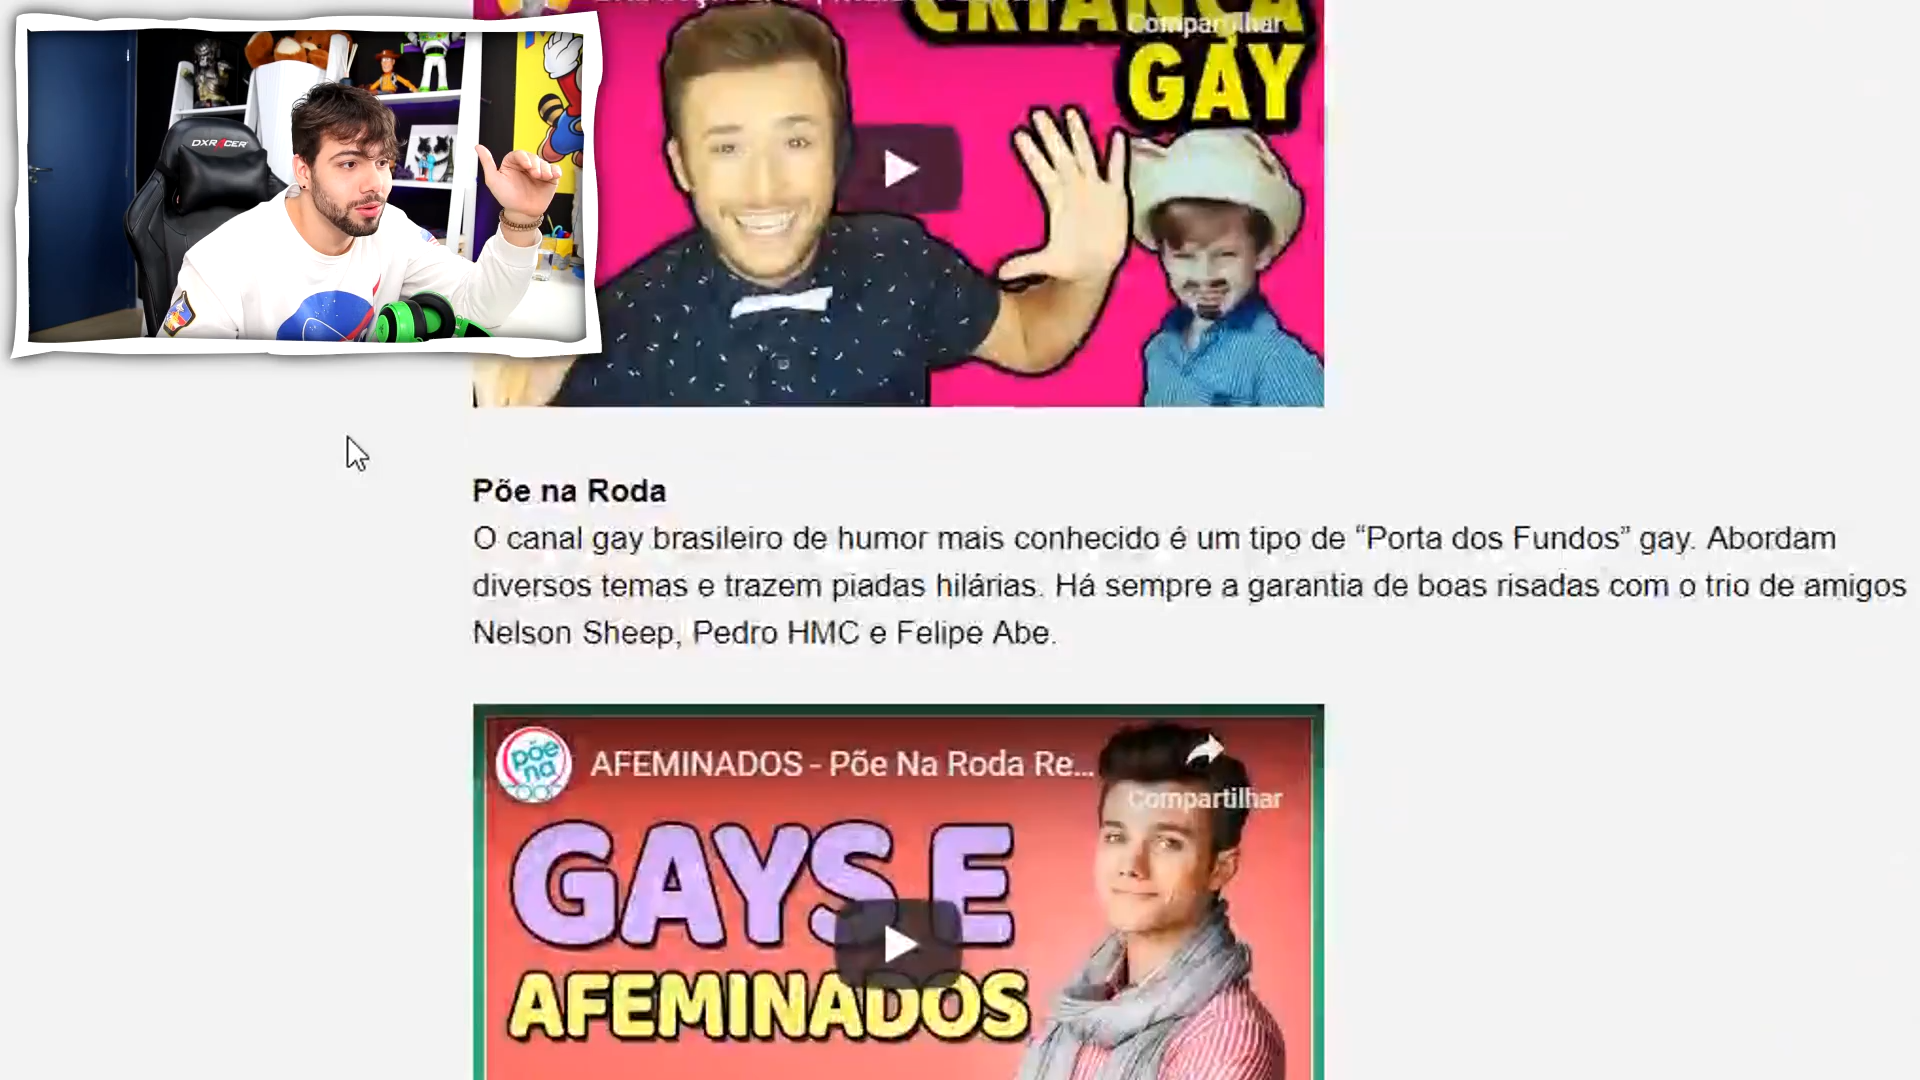 CRIANÇA
Compartilhar
GAY
DXRACER
Põe na Roda
O canal gay brasileiro de humor mais conhecido é um tipo de “Porta dos Fundos” gay. Abordam
diversos temas e trazem piadas hilárias. Há sempre a garantia de boas risadas com o trio de amigos
Nelson Sheep, Pedro HMC e Felipe Abe.
põe
na
AFEMINADOS - Põe Na Roda Re...
Compartilhar
GAYS E
AFEMINADOS